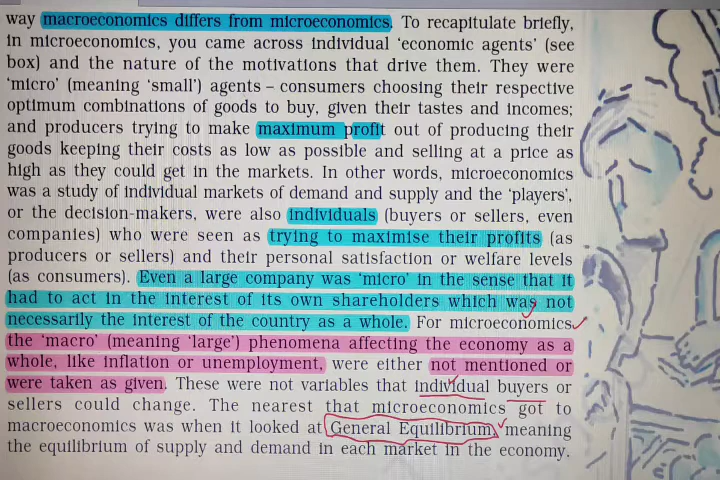 way macroeconomics differs from microeconomics. To recapitulate briefly,
in microeconomics, you came across individual ‘economic agents’ (see
box) and the nature of the motivations that drive them. They were
‘micro’ (meaning ‘small’) agents – consumers choosing their respective
optimum combinations of goods to buy, given their tastes and incomes;
and producers trying to make maximum profit out of producing their
goods keeping their costs as low as possible and selling at a price as
high as they could get in the markets. In other words, microeconomics
was a study of individual markets of demand and supply and the ‘players’,
or the decision-makers, were also individuals (buyers or sellers, even
companies) who were seen as trying to maximise their profits (as
producers or sellers) and their personal satisfaction or welfare levels
(as consumers). Even a large company was ‘micro’ in the sense that it
had to act in the interest of its own shareholders which was not
necessarily the interest of the country as a whole. For microeconomics
the ‘macro’ (meaning ‘large’) phenomena affecting the economy as a
whole, like inflation or unemployment, were either not mentioned or
were taken as given. These were not variables that individual buyers or
sellers could change. The nearest that microeconomics got to
macroeconomics was when it looked at General Equilibrium, meaning
the equilibrium of supply and demand in each market in the economy.